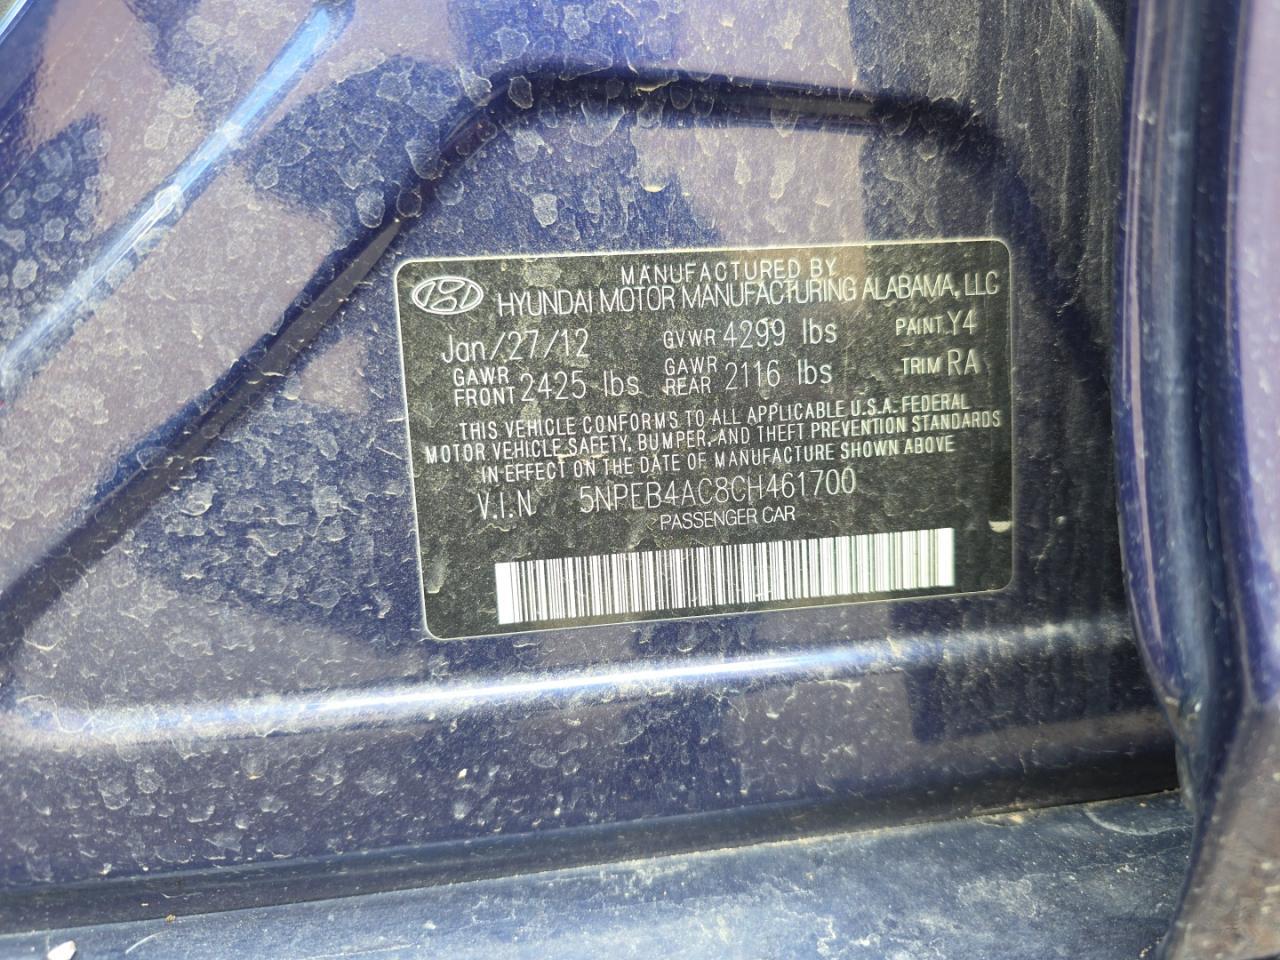 MANUFACTURED BY
HYUNDAI MOTOR MANUFACTURING ALABAMA, LLC
Jan/27/12 GVWR 4299 lbs PAINT Y4
GAWR FRONT 2425 lbs GAWR REAR 2116 lbs TRIM RA
THIS VEHICLE CONFORMS TO ALL APPLICABLE U.S.A. FEDERAL
MOTOR VEHICLE SAFETY, BUMPER, AND THEFT PREVENTION STANDARDS
IN EFFECT ON THE DATE OF MANUFACTURE SHOWN ABOVE
V.I.N 5NPEB4AC8CH461700
PASSENGER CAR